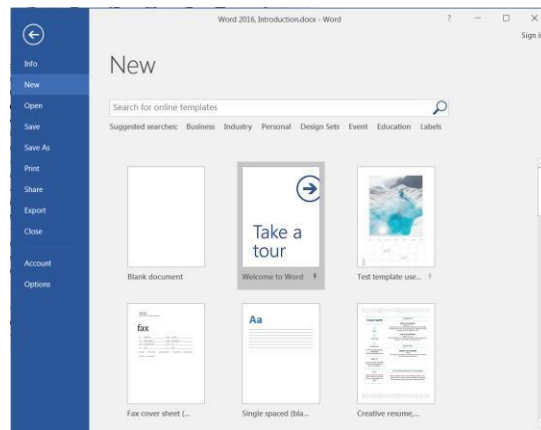 Word 2016, Introduction.docx - Word
?
Sign i
Info
New
Open
Save
Save As
Print
Share
Export
Close
Account
Options
New
Search for online templates
Suggested searches: Business Industry Personal Design Sets Event Education Labels
Take a
tour
Blank document
Welcome to Word
Test template use...
fax
Aa
Fax cover sheet (...
Single spaced (bla...
Creative resume,...